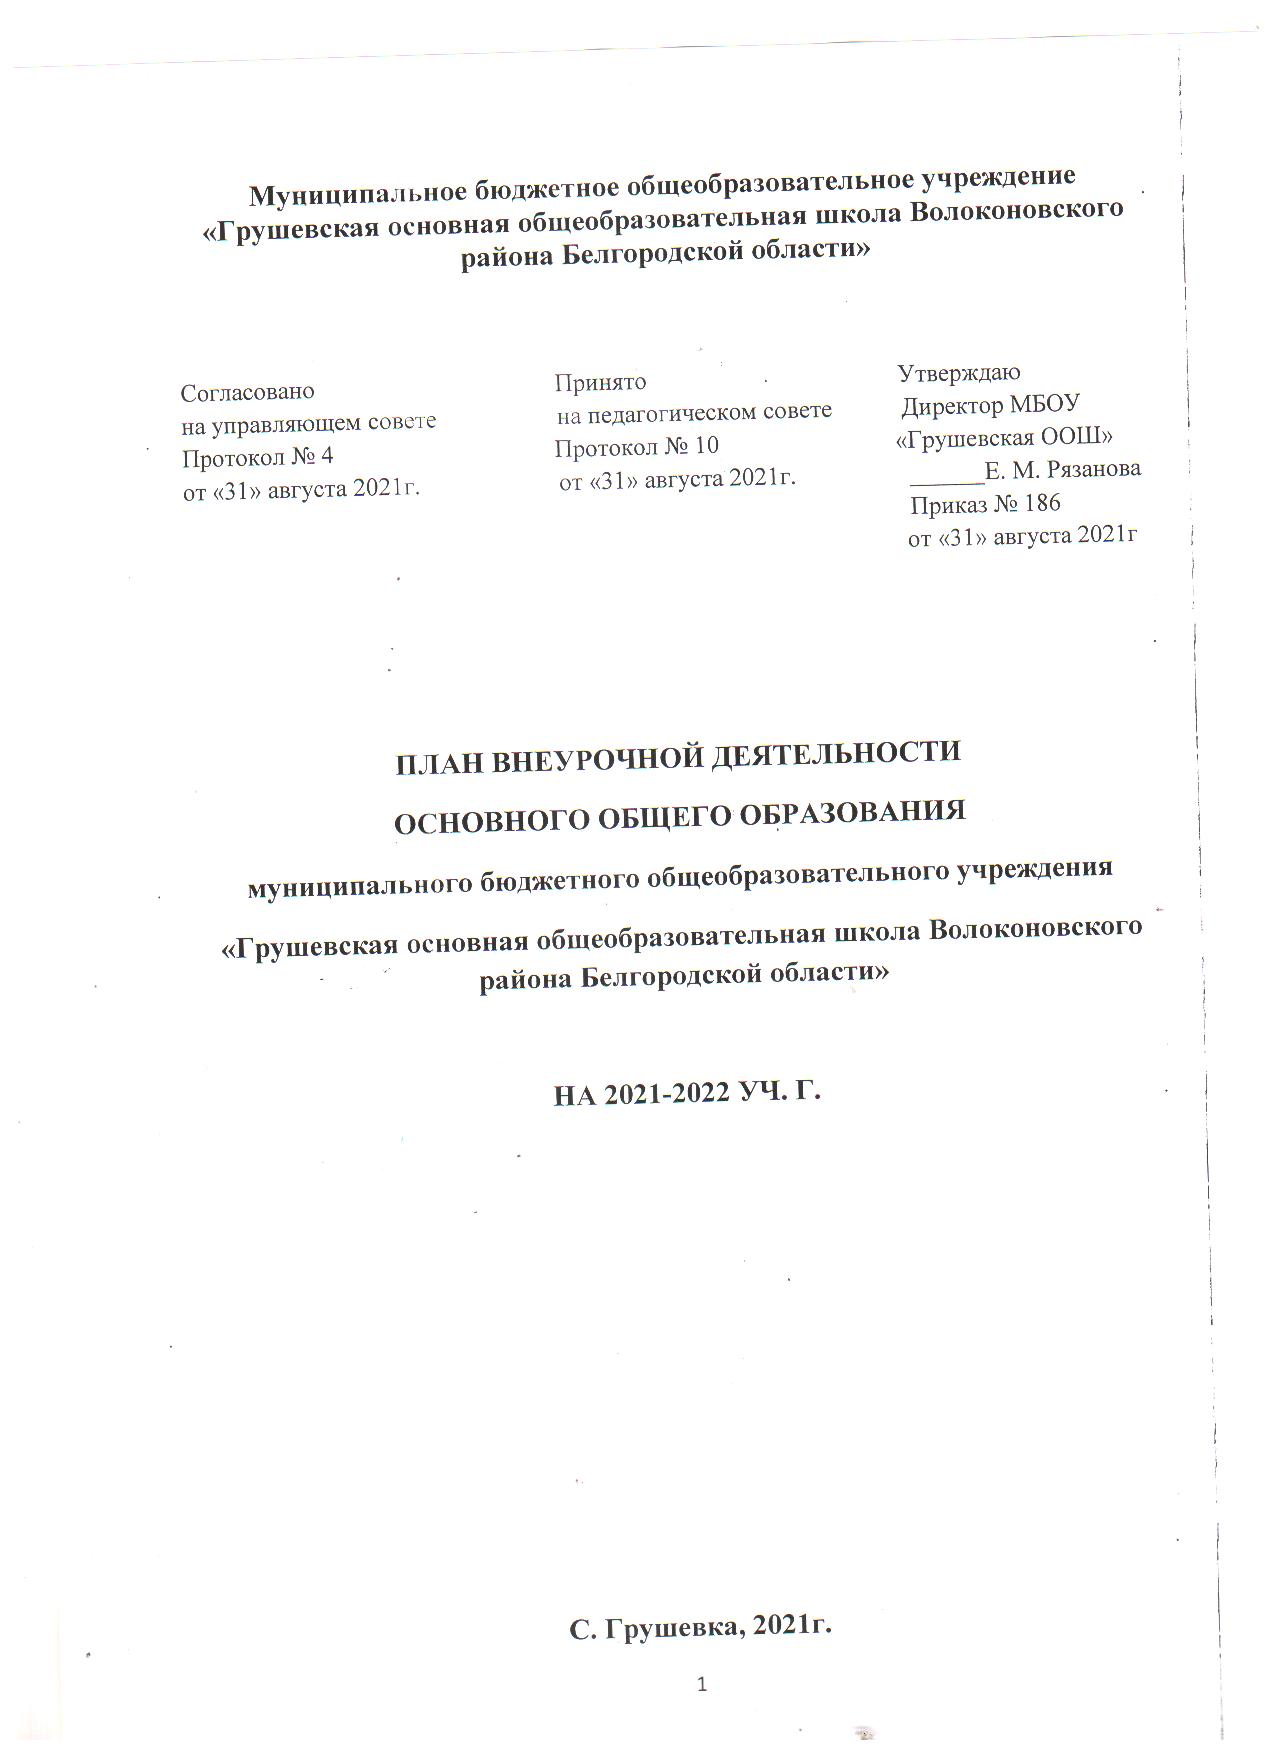 Муниципальное бюджетное общеобразовательное учреждение
«Грушевская основная общеобразовательная школа Волоконовского
района Белгородской области»
Согласовано
на управляющем совете
Протокол № 4
от «31» августа 2021г.
Принято
на педагогическом совете
Протокол № 10
от «31» августа 2021г.
Утверждаю
Директор МБОУ
«Грушевская ООШ»
______Е. М. Рязанова
Приказ № 186
от «31» августа 2021г
ПЛАН ВНЕУРОЧНОЙ ДЕЯТЕЛЬНОСТИ
ОСНОВНОГО ОБЩЕГО ОБРАЗОВАНИЯ
муниципального бюджетного общеобразовательного учреждения
«Грушевская основная общеобразовательная школа Волоконовского
района Белгородской области»
НА 2021-2022 УЧ. Г.
С. Грушевка, 2021г.
1